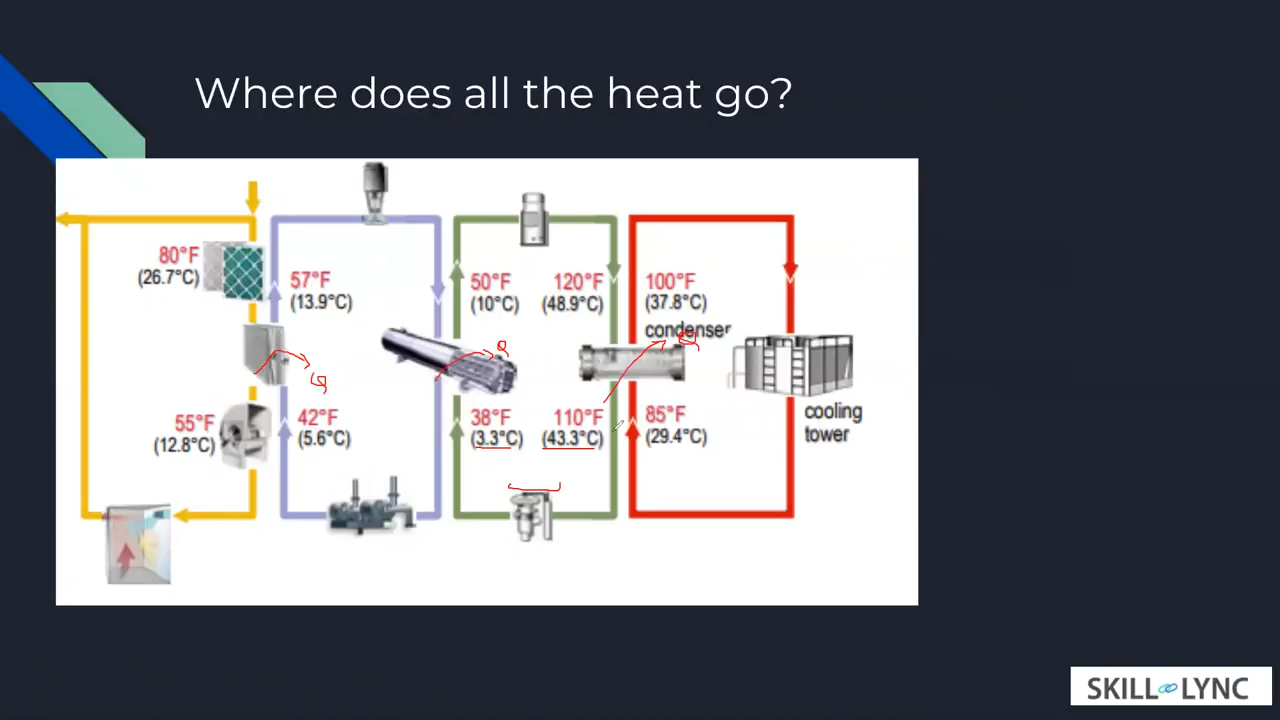 Where does all the heat go?
80°F
(26.7°C)
57°F
(13.9°C)
50°F
(10°C)
120°F
(48.9°C)
100°F
(37.8°C)
condenser
Q
Q
Q
55°F
(12.8°C)
42°F
(5.6°C)
38°F
(3.3°C)
110°F
(43.3°C)
85°F
(29.4°C)
cooling
tower
SKILL LYNC